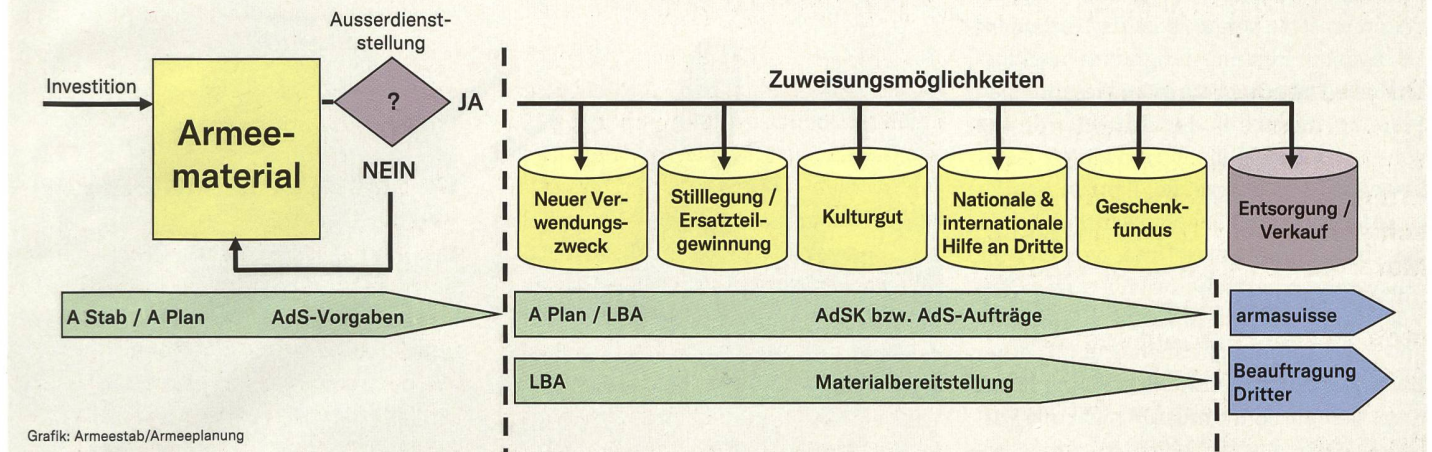 Ausserdienst-
stellung
Investition
Armee-
material
?
JA
NEIN
Zuweisungsmöglichkeiten
Neuer Ver-
wendungs-
zweck
Stilllegung /
Ersatzteil-
gewinnung
Kulturgut
Nationale &
internationale
Hilfe an Dritte
Geschenk-
fundus
Entsorgung /
Verkauf
A Stab / A Plan AdS-Vorgaben
A Plan / LBA AdSK bzw. AdS-Aufträge
armasuisse
LBA Materialbereitstellung
Beauftragung
Dritter
Grafik: Armeestab/Armeeplanung